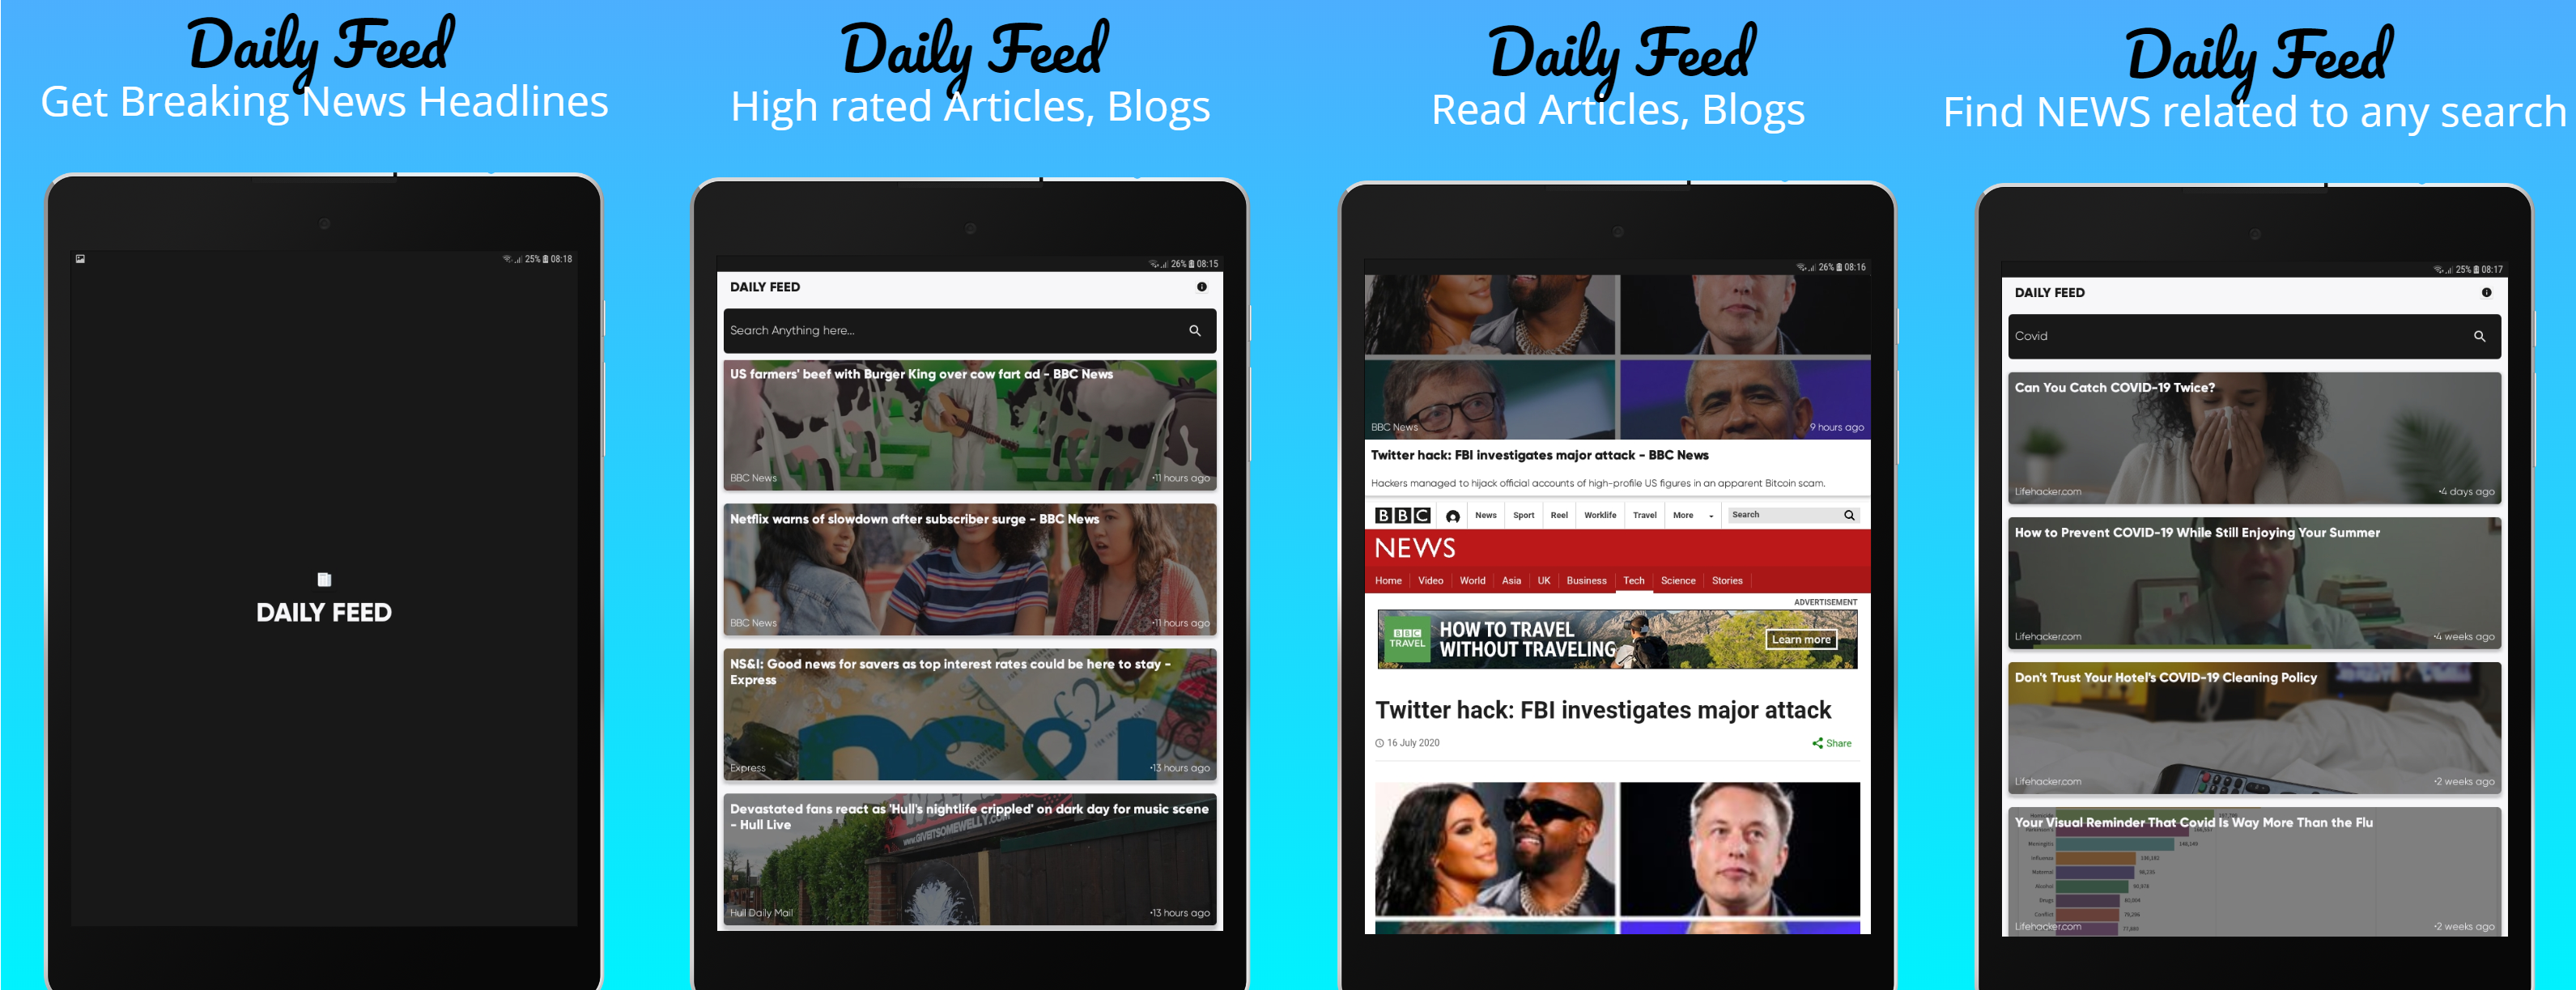 Daily Feed
Get Breaking News Headlines
25% 08:18
DAILY FEED
Daily Feed
High rated Articles, Blogs
26% 08:15
DAILY FEED
Search Anything here...
US farmers' beef with Burger King over cow fart ad - BBC News
BBC News
•11 hours ago
Netflix warns of slowdown after subscriber surge - BBC News
BBC News
•11 hours ago
NS&I: Good news for savers as top interest rates could be here to stay -
Express
NS&I
Express
•13 hours ago
Devastated fans react as 'Hull's nightlife crippled' on dark day for music scene
- Hull Live
www.GIVEITSOMEWELLY.COM
Hull Daily Mail
•13 hours ago
Daily Feed
Read Articles, Blogs
26% 08:16
BBC News
9 hours ago
Twitter hack: FBI investigates major attack - BBC News
Hackers managed to hijack official accounts of high-profile US figures in an apparent Bitcoin scam.
BBC News Sport Reel Worklife Travel More Search
NEWS
Home Video World Asia UK Business Tech Science Stories
ADVERTISEMENT
BBC
TRAVEL
HOW TO TRAVEL
WITHOUT TRAVELING
Learn more
Twitter hack: FBI investigates major attack
16 July 2020
Share
Daily Feed
Find NEWS related to any search
25% 08:17
DAILY FEED
Covid
Can You Catch COVID-19 Twice?
Lifehacker.com
•4 days ago
How to Prevent COVID-19 While Still Enjoying Your Summer
Lifehacker.com
•4 weeks ago
Don't Trust Your Hotel's COVID-19 Cleaning Policy
Lifehacker.com
•2 weeks ago
Your Visual Reminder That Covid Is Way More Than the Flu
Meningitis
Influenza
Maternal
Alcohol
Drugs
Conflict
Lifehacker.com
•2 weeks ago